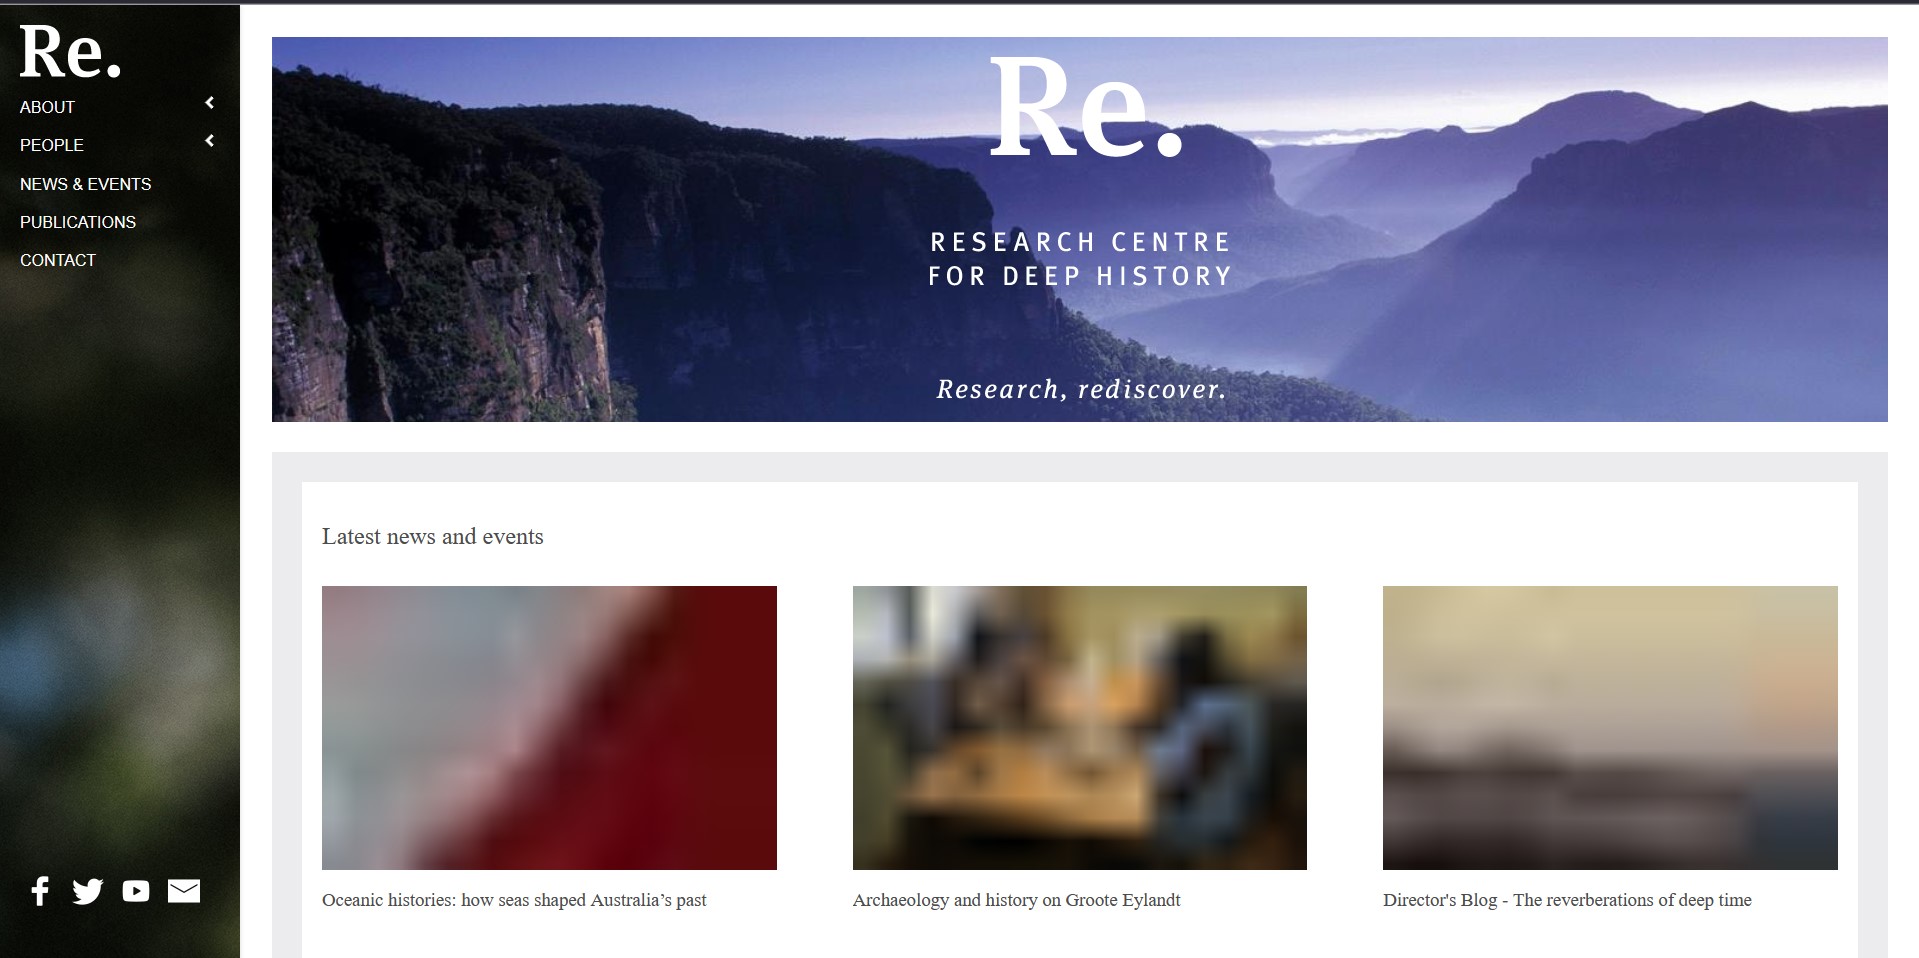 Re.
ABOUT
PEOPLE
NEWS & EVENTS
PUBLICATIONS
CONTACT
Re.
RESEARCH CENTRE
FOR DEEP HISTORY
Research, rediscover.
Latest news and events
Oceanic histories: how seas shaped Australia’s past
Archaeology and history on Groote Eylandt
Director's Blog - The reverberations of deep time